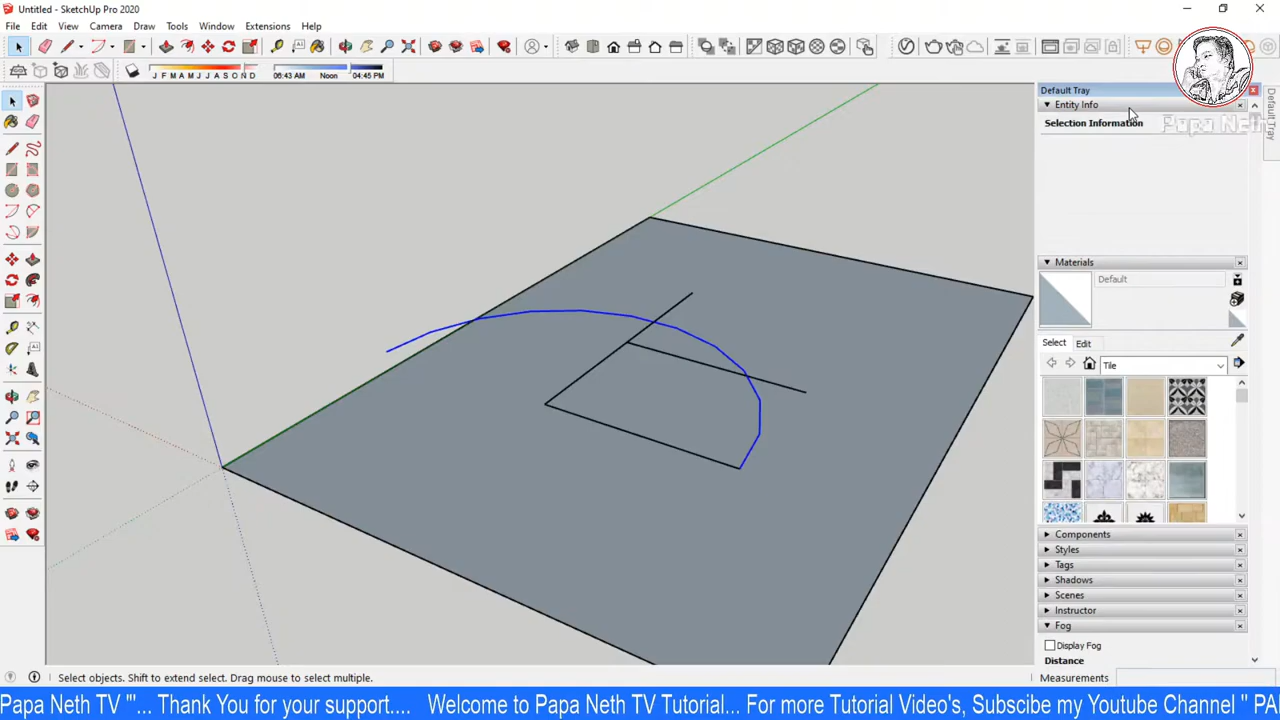 Untitled - SketchUp Pro 2020
File Edit View Camera Draw Tools Window Extensions Help
J F M A M J J A S O N D 06:43 AM Noon 04:45 PM
Default Tray
Entity Info
Selection Information
Papa Neth
Default Tray
Materials
Default
Select Edit
Tile
Components
Styles
Tags
Shadows
Scenes
Instructor
Fog
Display Fog
Distance
Select objects. Shift to extend select. Drag mouse to select multiple.
Measurements
Papa Neth TV "'... Thank You for your support.... Welcome to Papa Neth TV Tutorial... For more Tutorial Video's, Subscibe my Youtube Channel " PA